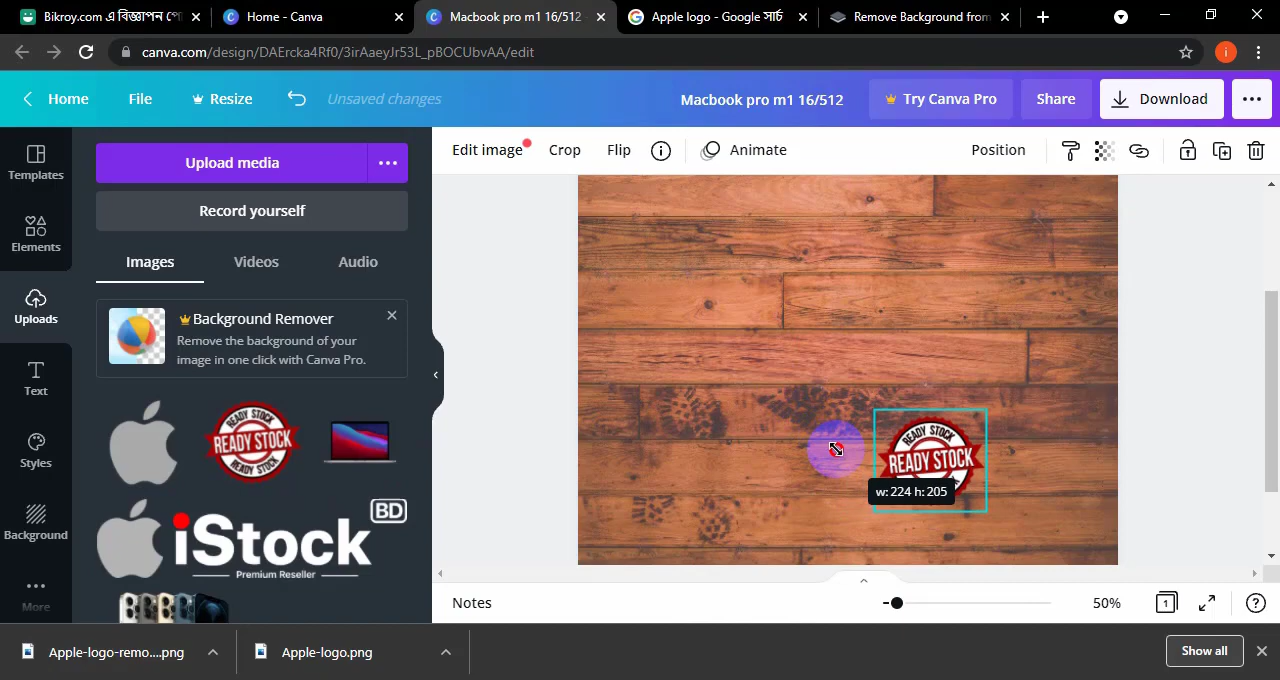 Bikroy.com এ বিজ্ঞাপন পে
Home - Canva
Macbook pro m1 16/512
Apple logo - Google সার্চ
Remove Background from
canva.com/design/DAErcka4Rf0/3irAaeyJr53L_pBOCUbvAA/edit
i
Home
File
Resize
Unsaved changes
Macbook pro m1 16/512
Try Canva Pro
Share
Download
Templates
Elements
Uploads
Text
Styles
Background
More
Upload media
Record yourself
Images
Videos
Audio
Background Remover
Remove the background of your
image in one click with Canva Pro.
READY STOCK
READY STOCK
READY STOCK
iStock
BD
Premium Reseller
Edit image
Crop
Flip
Animate
Position
READY STOCK
READY STOCK
w: 224 h: 205
Notes
50%
1
Apple-logo-remo....png
Apple-logo.png
Show all